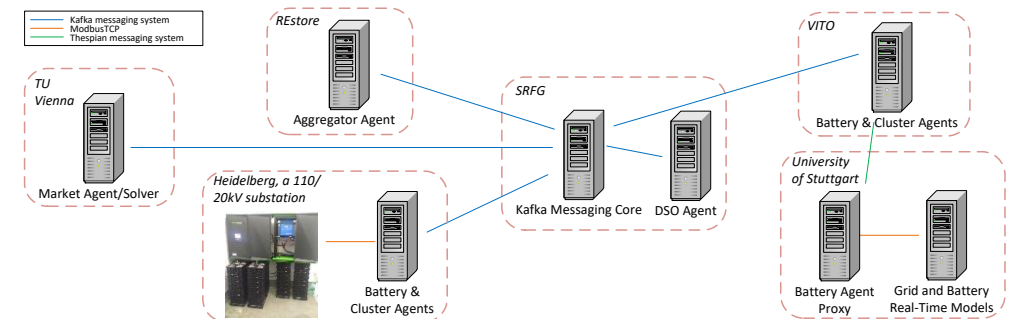 Kafka messaging system
ModbusTCP
Thespian messaging system
REstore
Aggregator Agent
VITO
Battery & Cluster Agents
TU
Vienna
Market Agent/Solver
SRFG
Kafka Messaging Core
DSO Agent
Heidelberg, a 110/
20kV substation
Battery &
Cluster Agents
University
of Stuttgart
Battery Agent
Proxy
Grid and Battery
Real-Time Models